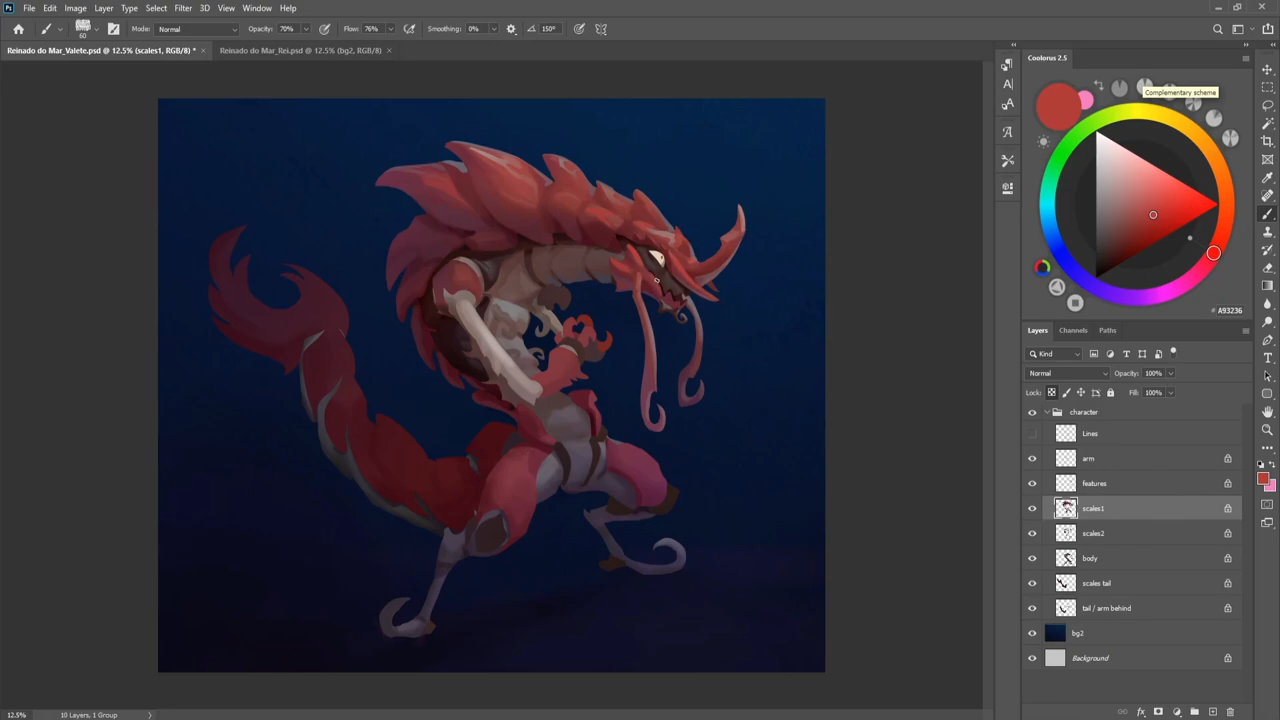 Ps File Edit Image Layer Type Select Filter 3D View Window Help
60 Mode: Normal Opacity: 70% Flow: 76% Smoothing: 0% 150°
Reinado do Mar_Valete.psd @ 12.5% (scales1, RGB/8) * × Reinado do Mar_Rei.psd @ 12.5% (bg2, RGB/8) ×
Coolorus 2.5
Complementary scheme
A93236
Layers Channels Paths
Kind
Normal Opacity: 100%
Lock: Fill: 100%
character
Lines
arm
features
scales1
scales2
body
scales tail
tail / arm behind
bg2
Background
12.5% 10 Layers, 1 Group